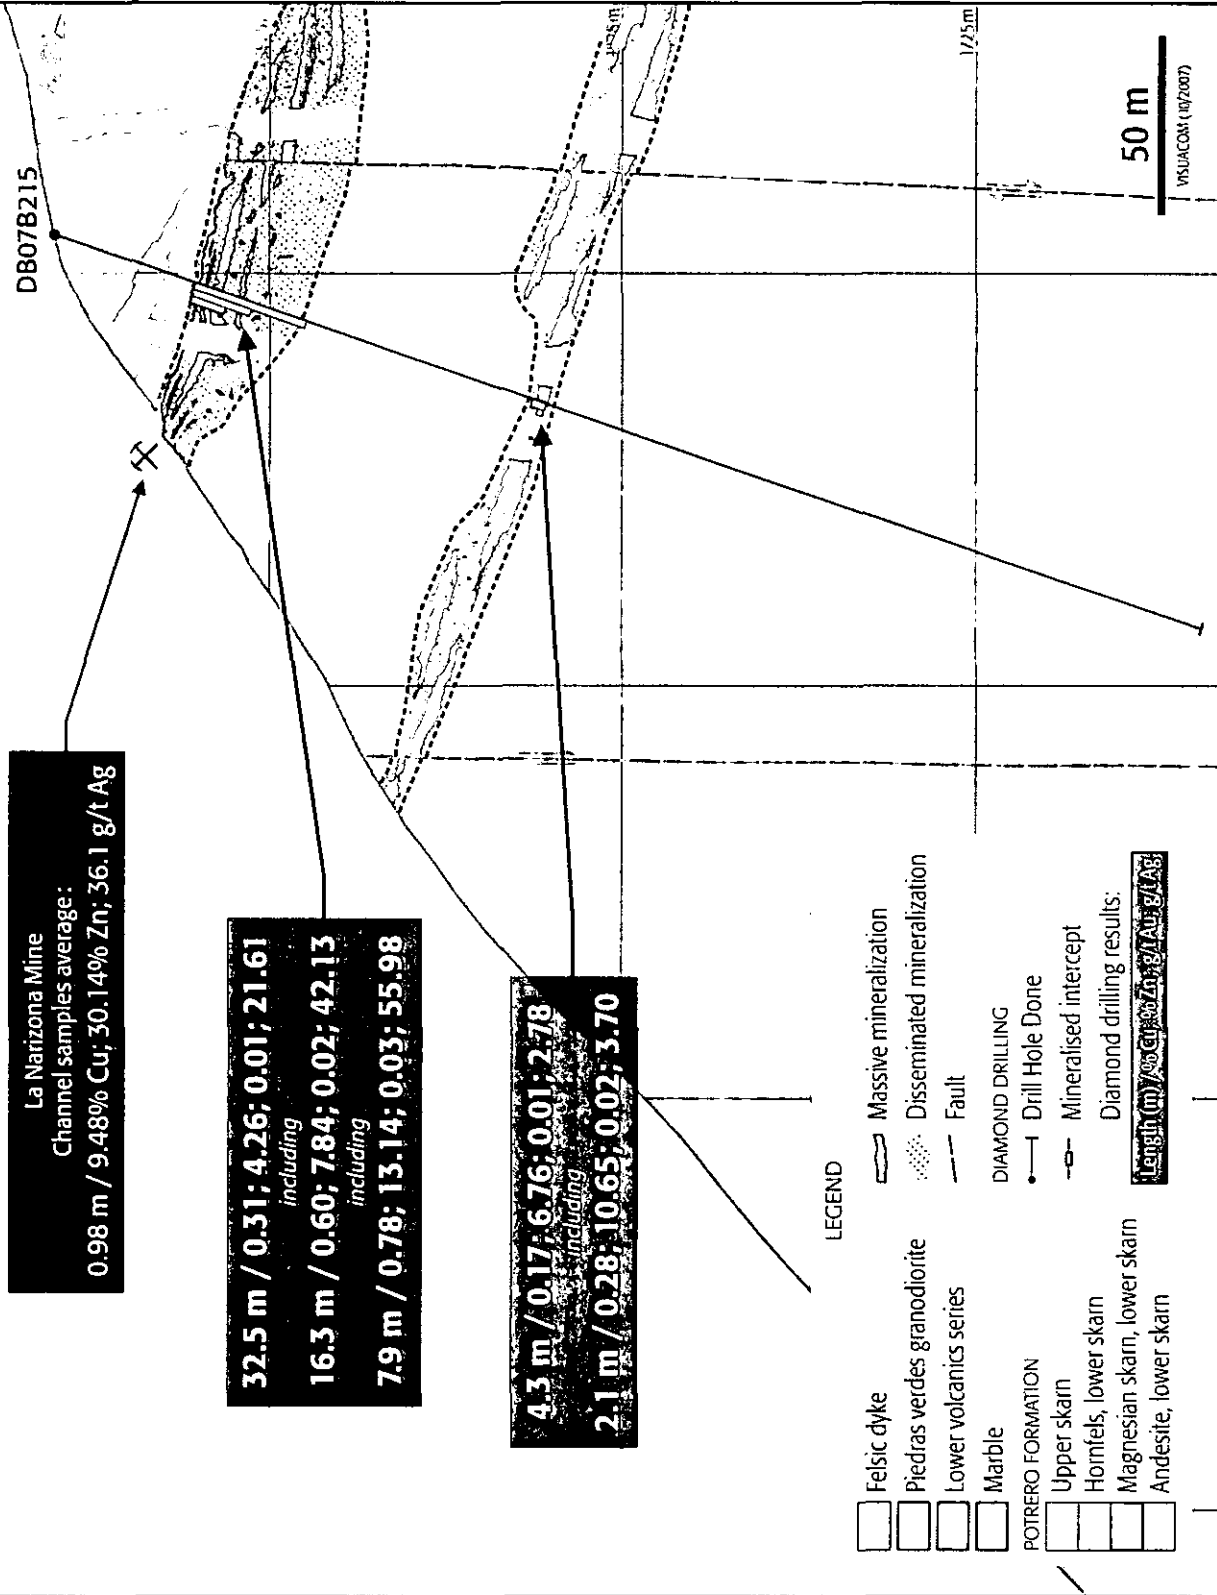 DB07B215
La Narizona Mine
Channel samples average:
0.98 m / 9.48% Cu; 30.14% Zn; 36.1 g/t Ag
32.5 m / 0.31; 4.26; 0.01; 21.61
including
16.3 m / 0.60; 7.84; 0.02; 42.13
including
7.9 m / 0.78; 13.14; 0.03; 55.98
4.3 m / 0.17; 6.76; 0.01; 2.78
including
2.1 m / 0.28; 10.65; 0.02; 3.70
1725m
LEGEND
Felsic dyke
Piedras verdes granodiorite
Lower volcanics series
Marble
POTRERO FORMATION
Upper skarn
Hornfels, lower skarn
Magnesian skarn, lower skarn
Andesite, lower skarn
Massive mineralization
Disseminated mineralization
Fault
DIAMOND DRILLING
Drill Hole Done
Mineralised intercept
Diamond drilling results:
Length (m) / % Cu; % Zn; g/t Au; g/t Ag
50 m
VISUACOM (10/2007)